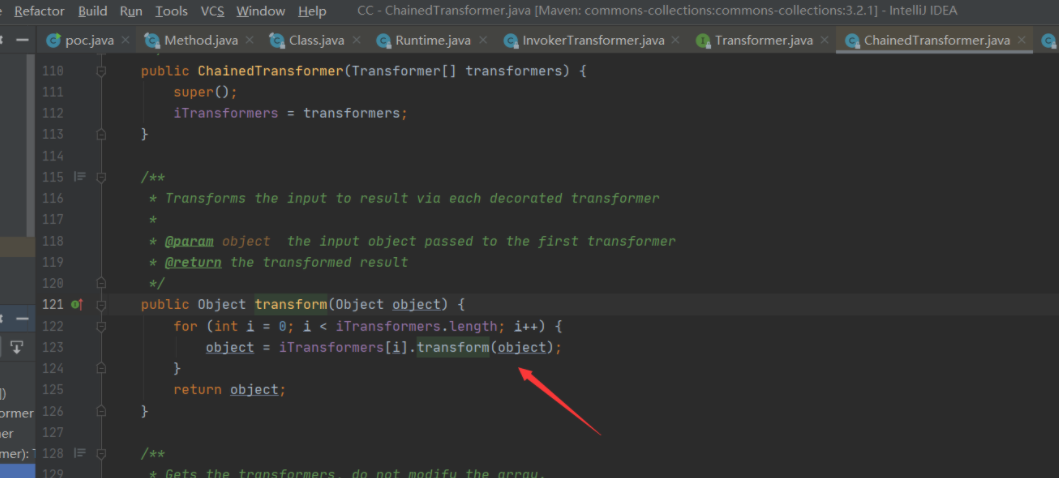 Refactor Build Run Tools VCS Window Help CC - ChainedTransformer.java [Maven: commons-collections:commons-collections:3.2.1] - IntelliJ IDEA
poc.java Method.java Class.java Runtime.java InvokerTransformer.java Transformer.java ChainedTransformer.java
110 public ChainedTransformer(Transformer[] transformers) {
111 super();
112 iTransformers = transformers;
113 }
114
115 /**
116 * Transforms the input to result via each decorated transformer
117 *
118 * @param object the input object passed to the first transformer
119 * @return the transformed result
120 */
121 public Object transform(Object object) {
122 for (int i = 0; i < iTransformers.length; i++) {
123 object = iTransformers[i].transform(object);
124 }
125 return object;
])
ormer 126 }
ner 127
mer): 128 /**
129 * Gets the transformers, do not modify the array.